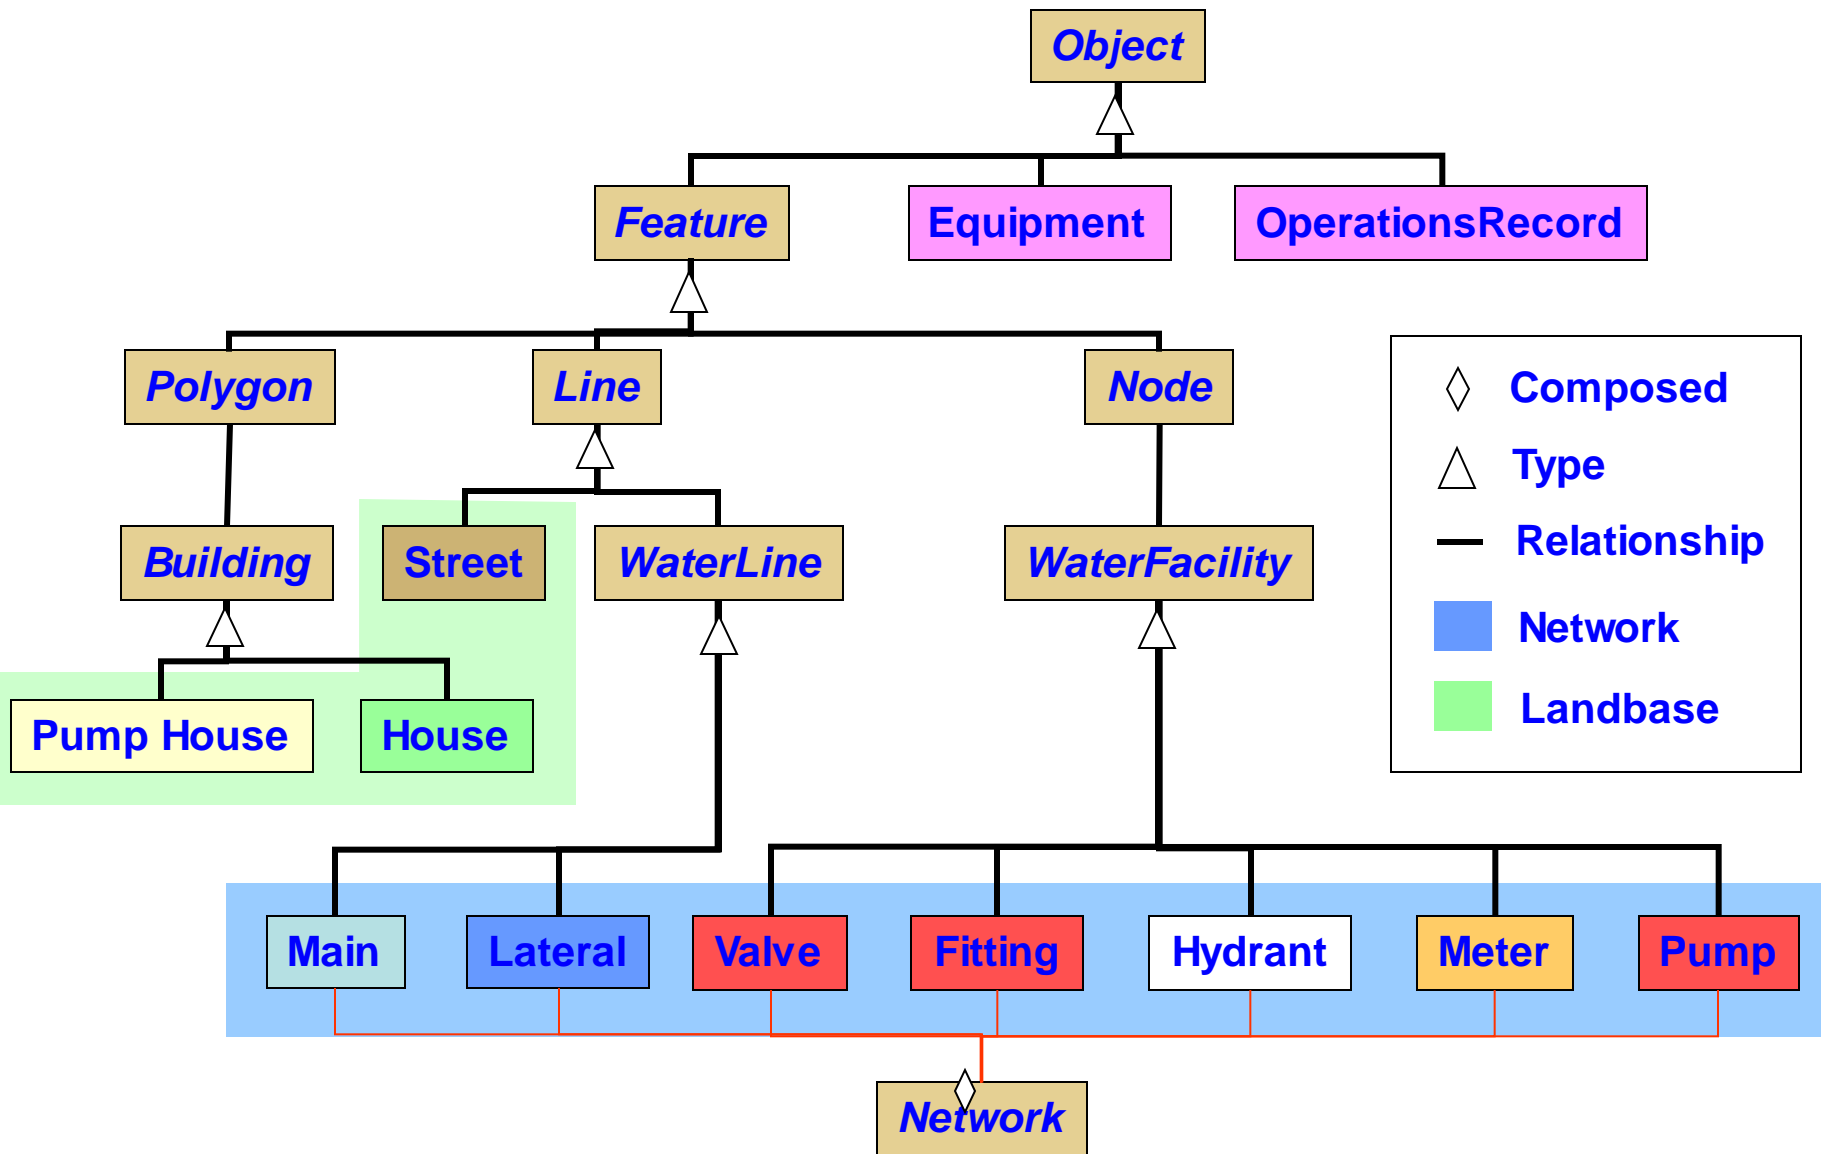 Object
Feature
Equipment
OperationsRecord
Polygon
Line
Node
Composed
Type
Relationship
Network
Landbase
Building
Street
WaterLine
WaterFacility
Pump House
House
Main
Lateral
Valve
Fitting
Hydrant
Meter
Pump
Network